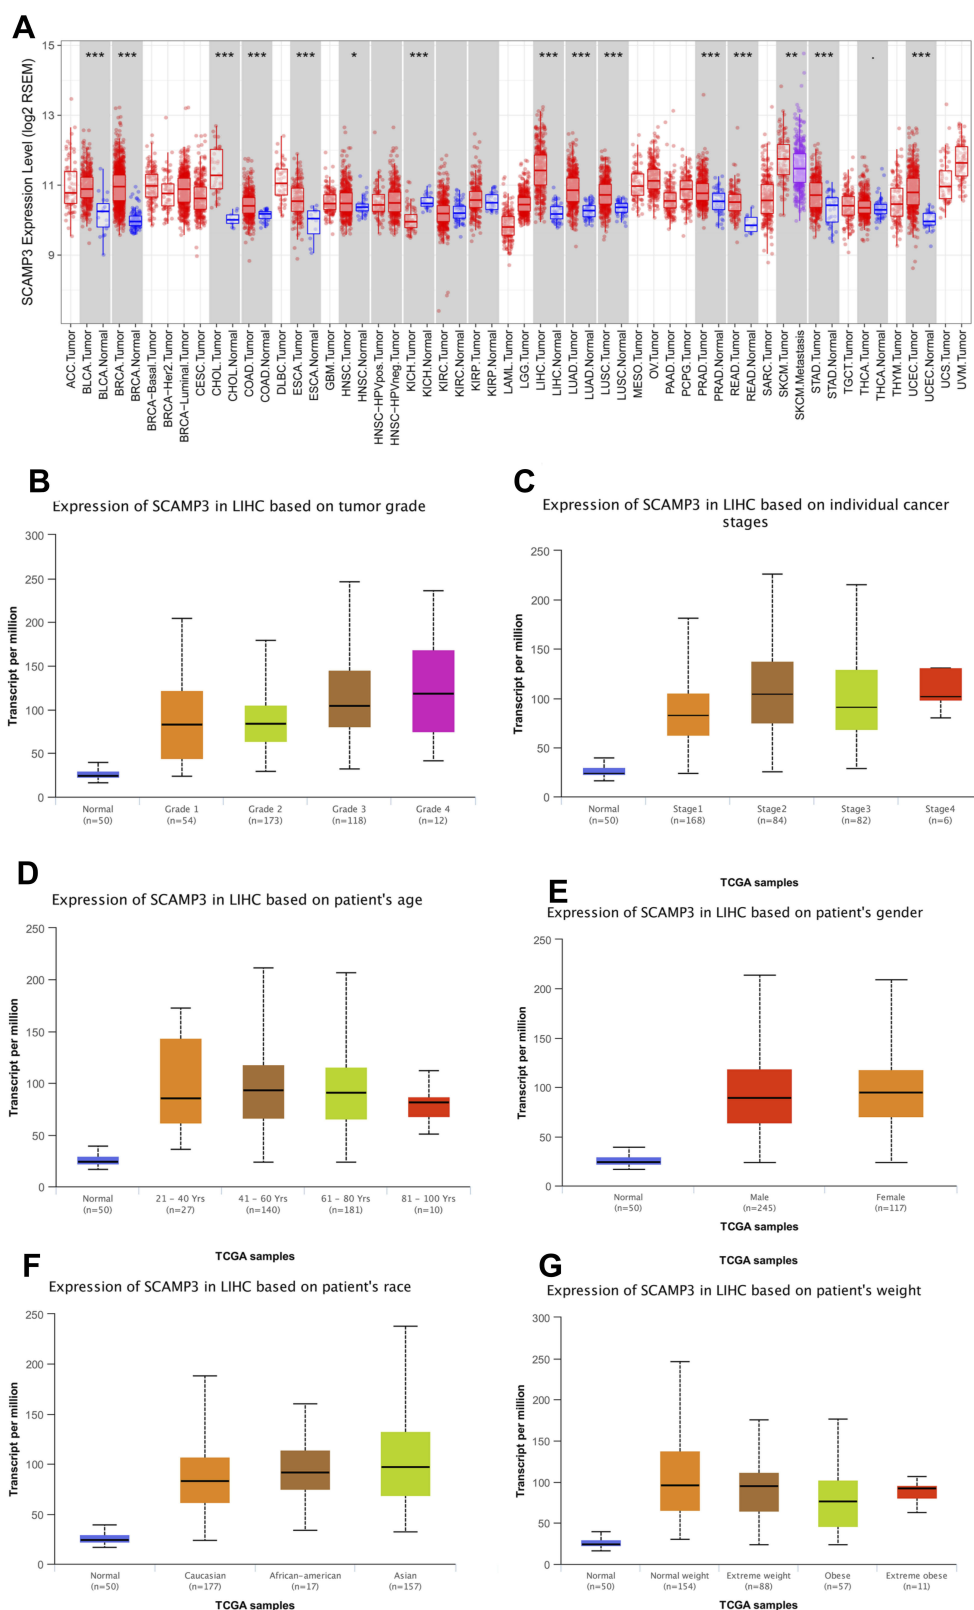 A
SCAMP3 Expression Level (log2 RSEM)
15
13
11
9
*** *** *** *** *** * *** *** *** *** *** *** ** *** . ***
ACC.Tumor
BLCA.Tumor
BLCA.Normal
BRCA.Tumor
BRCA.Normal
BRCA-Basal.Tumor
BRCA-Her2.Tumor
BRCA-Luminal.Tumor
CESC.Tumor
CHOL.Tumor
CHOL.Normal
COAD.Tumor
COAD.Normal
DLBC.Tumor
ESCA.Tumor
ESCA.Normal
GBM.Tumor
HNSC.Tumor
HNSC.Normal
HNSC-HPVpos.Tumor
HNSC-HPVneg.Tumor
KICH.Tumor
KICH.Normal
KIRC.Tumor
KIRC.Normal
KIRP.Tumor
KIRP.Normal
LAML.Tumor
LGG.Tumor
LIHC.Tumor
LIHC.Normal
LUAD.Tumor
LUAD.Normal
LUSC.Tumor
LUSC.Normal
MESO.Tumor
OV.Tumor
PAAD.Tumor
PCPG.Tumor
PRAD.Tumor
PRAD.Normal
READ.Tumor
READ.Normal
SARC.Tumor
SKCM.Tumor
SKCM.Metastasis
STAD.Tumor
STAD.Normal
TGCT.Tumor
THCA.Tumor
THCA.Normal
THYM.Tumor
UCEC.Tumor
UCEC.Normal
UCS.Tumor
UVM.Tumor
B
Expression of SCAMP3 in LIHC based on tumor grade
Transcript per million
300
250
200
150
100
50
0
Normal Grade 1 Grade 2 Grade 3 Grade 4
(n=50) (n=54) (n=173) (n=118) (n=12)
C
Expression of SCAMP3 in LIHC based on individual cancer
stages
Transcript per million
250
200
150
100
50
0
Normal Stage1 Stage2 Stage3 Stage4
(n=50) (n=168) (n=84) (n=82) (n=6)
TCGA samples
D
Expression of SCAMP3 in LIHC based on patient's age
Transcript per million
250
200
150
100
50
0
Normal 21 - 40 Yrs 41 - 60 Yrs 61 - 80 Yrs 81 - 100 Yrs
(n=50) (n=27) (n=140) (n=181) (n=10)
TCGA samples
E
Expression of SCAMP3 in LIHC based on patient's gender
Transcript per million
250
200
150
100
50
0
Normal Male Female
(n=50) (n=245) (n=117)
TCGA samples
TCGA samples
F
Expression of SCAMP3 in LIHC based on patient's race
Transcript per million
250
200
150
100
50
0
Normal Caucasian African-american Asian
(n=50) (n=177) (n=17) (n=157)
TCGA samples
G
Expression of SCAMP3 in LIHC based on patient's weight
Transcript per million
300
250
200
150
100
50
0
Normal Normal weight Extreme weight Obese Extreme obese
(n=50) (n=154) (n=88) (n=57) (n=11)
TCGA samples